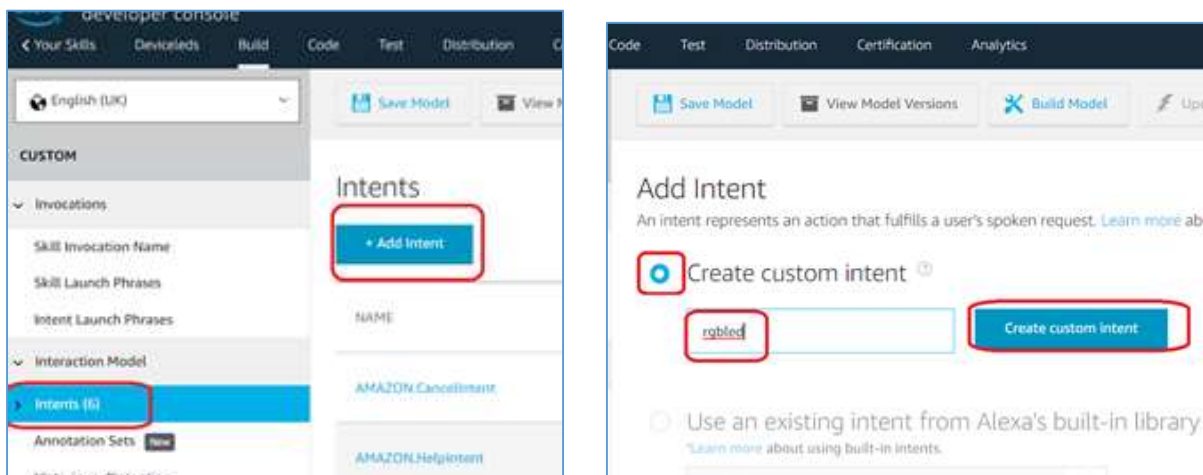 developer console
Your Skills Deviceleds Build Code Test Distribution
English (UK)
Save Model View
CUSTOM
Invocations
Skill Invocation Name
Skill Launch Phrases
Intent Launch Phrases
Interaction Model
Intents (6)
Annotation Sets New
Intents
+ Add Intent
NAME
AMAZON.CancelIntent
AMAZON.HelpIntent
Code Test Distribution Certification Analytics
Save Model View Model Versions Build Model
Add Intent
An intent represents an action that fulfills a user's spoken request. Learn more
Create custom intent
rgbled
Create custom intent
Use an existing intent from Alexa's built-in library
Learn more about using built-in intents.